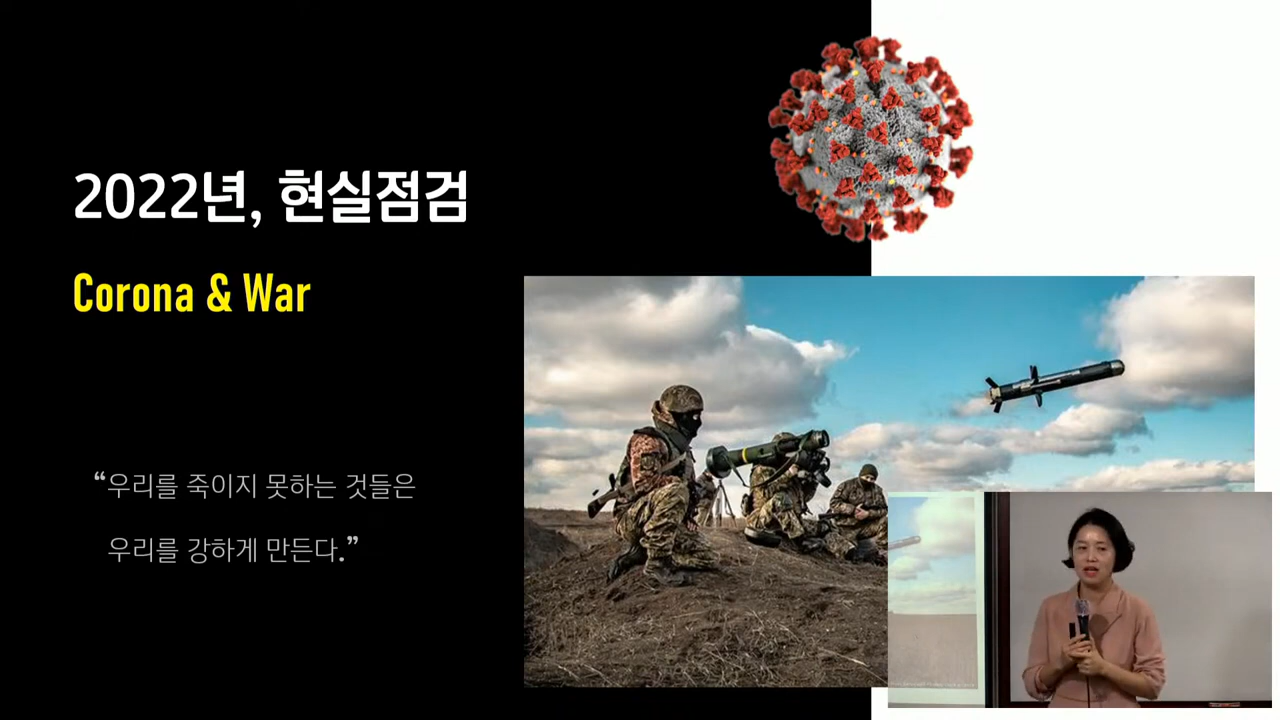 2022년, 현실점검
Corona & War
“우리를 죽이지 못하는 것들은
우리를 강하게 만든다.”